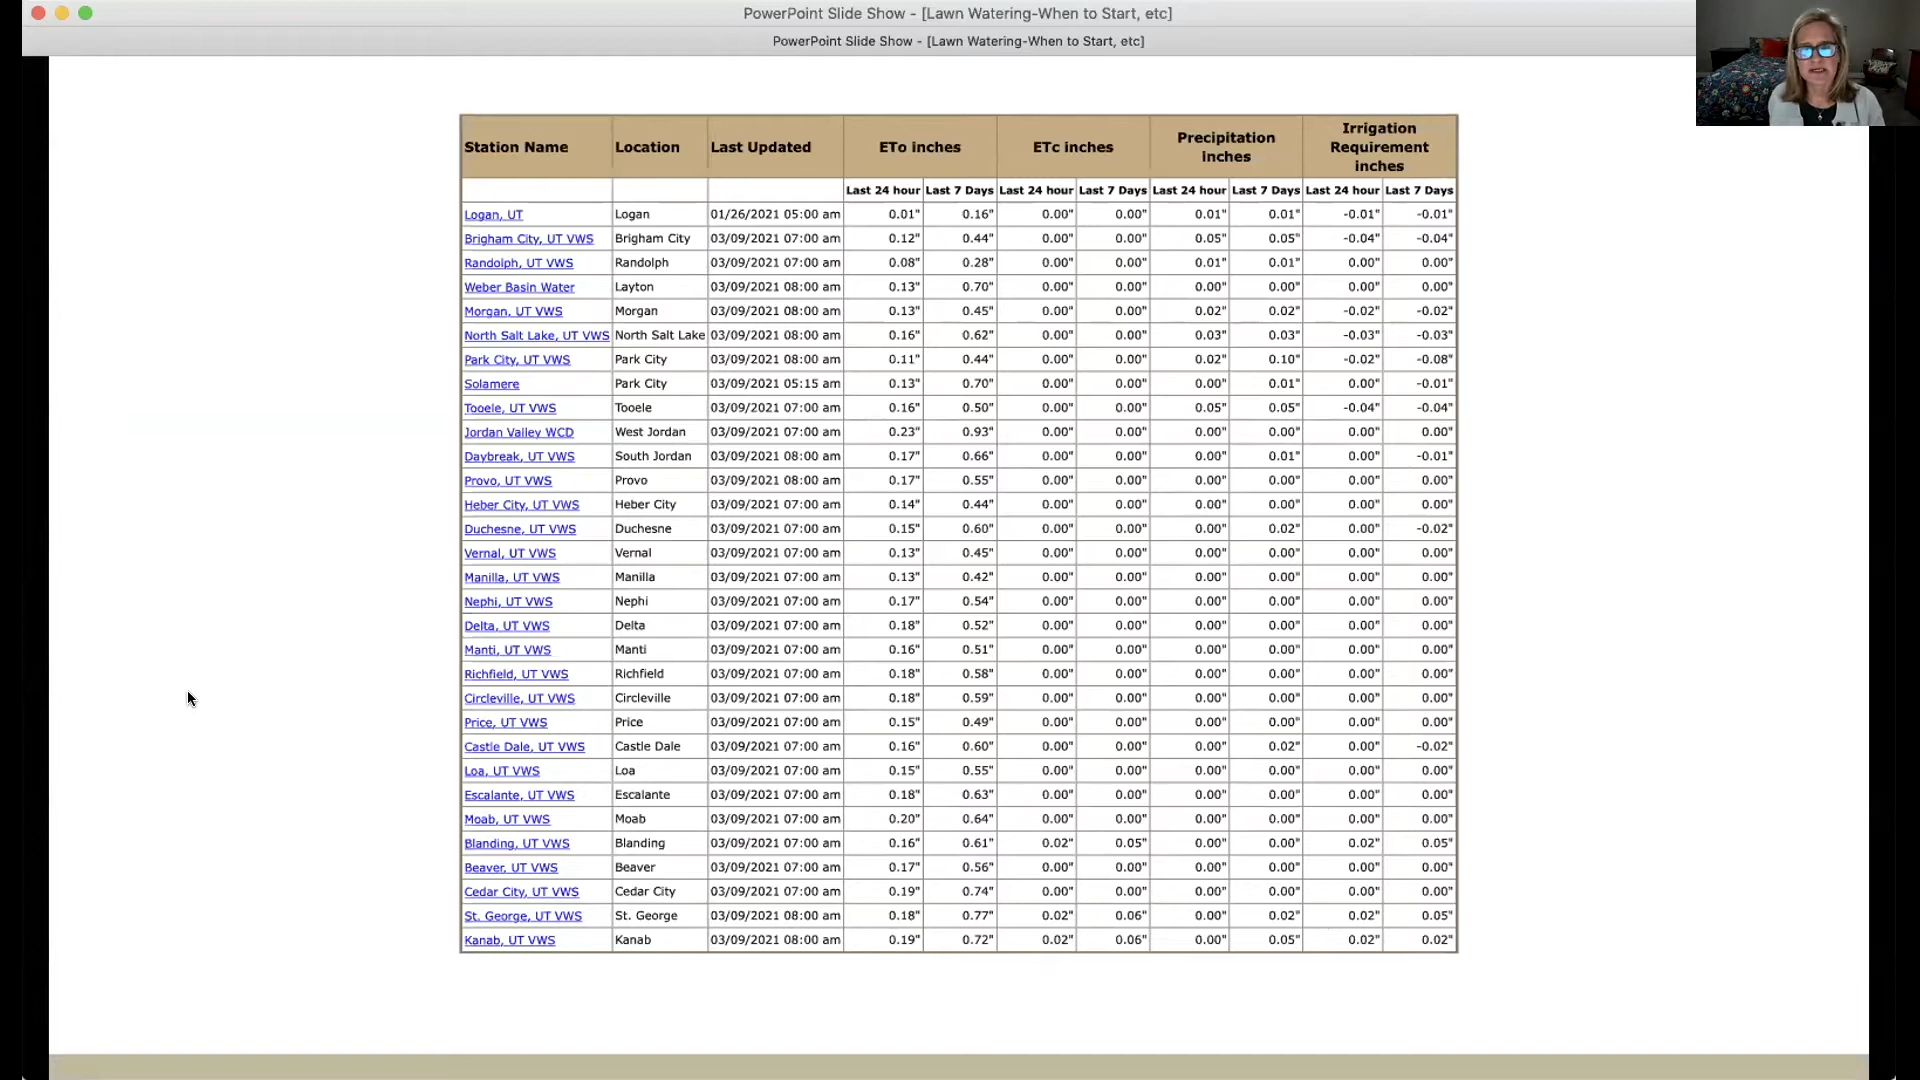 PowerPoint Slide Show - [Lawn Watering-When to Start, etc]
PowerPoint Slide Show - [Lawn Watering-When to Start, etc]
Station Name Location Last Updated ETo inches ETc inches Precipitation inches Irrigation Requirement inches
Last 24 hour Last 7 Days Last 24 hour Last 7 Days Last 24 hour Last 7 Days Last 24 hour Last 7 Days
Logan, UT Logan 01/26/2021 05:00 am 0.01" 0.16" 0.00" 0.00" 0.01" 0.01" -0.01" -0.01"
Brigham City, UT VWS Brigham City 03/09/2021 07:00 am 0.12" 0.44" 0.00" 0.00" 0.05" 0.05" -0.04" -0.04"
Randolph, UT VWS Randolph 03/09/2021 07:00 am 0.08" 0.28" 0.00" 0.00" 0.01" 0.01" 0.00" 0.00"
Weber Basin Water Layton 03/09/2021 08:00 am 0.13" 0.70" 0.00" 0.00" 0.00" 0.00" 0.00" 0.00"
Morgan, UT VWS Morgan 03/09/2021 08:00 am 0.13" 0.45" 0.00" 0.00" 0.02" 0.02" -0.02" -0.02"
North Salt Lake, UT VWS North Salt Lake 03/09/2021 08:00 am 0.16" 0.62" 0.00" 0.00" 0.03" 0.03" -0.03" -0.03"
Park City, UT VWS Park City 03/09/2021 08:00 am 0.11" 0.44" 0.00" 0.00" 0.02" 0.10" -0.02" -0.08"
Solamere Park City 03/09/2021 05:15 am 0.13" 0.70" 0.00" 0.00" 0.00" 0.01" 0.00" -0.01"
Tooele, UT VWS Tooele 03/09/2021 07:00 am 0.16" 0.50" 0.00" 0.00" 0.05" 0.05" -0.04" -0.04"
Jordan Valley WCD West Jordan 03/09/2021 07:00 am 0.23" 0.93" 0.00" 0.00" 0.00" 0.00" 0.00" 0.00"
Daybreak, UT VWS South Jordan 03/09/2021 08:00 am 0.17" 0.66" 0.00" 0.00" 0.00" 0.01" 0.00" -0.01"
Provo, UT VWS Provo 03/09/2021 08:00 am 0.17" 0.55" 0.00" 0.00" 0.00" 0.00" 0.00" 0.00"
Heber City, UT VWS Heber City 03/09/2021 07:00 am 0.14" 0.44" 0.00" 0.00" 0.00" 0.00" 0.00" 0.00"
Duchesne, UT VWS Duchesne 03/09/2021 07:00 am 0.15" 0.60" 0.00" 0.00" 0.00" 0.02" 0.00" -0.02"
Vernal, UT VWS Vernal 03/09/2021 07:00 am 0.13" 0.45" 0.00" 0.00" 0.00" 0.00" 0.00" 0.00"
Manilla, UT VWS Manilla 03/09/2021 07:00 am 0.13" 0.42" 0.00" 0.00" 0.00" 0.00" 0.00" 0.00"
Nephi, UT VWS Nephi 03/09/2021 07:00 am 0.17" 0.54" 0.00" 0.00" 0.00" 0.00" 0.00" 0.00"
Delta, UT VWS Delta 03/09/2021 07:00 am 0.18" 0.52" 0.00" 0.00" 0.00" 0.00" 0.00" 0.00"
Manti, UT VWS Manti 03/09/2021 07:00 am 0.16" 0.51" 0.00" 0.00" 0.00" 0.00" 0.00" 0.00"
Richfield, UT VWS Richfield 03/09/2021 07:00 am 0.18" 0.58" 0.00" 0.00" 0.00" 0.00" 0.00" 0.00"
Circleville, UT VWS Circleville 03/09/2021 07:00 am 0.18" 0.59" 0.00" 0.00" 0.00" 0.00" 0.00" 0.00"
Price, UT VWS Price 03/09/2021 07:00 am 0.15" 0.49" 0.00" 0.00" 0.00" 0.00" 0.00" 0.00"
Castle Dale, UT VWS Castle Dale 03/09/2021 07:00 am 0.16" 0.60" 0.00" 0.00" 0.00" 0.02" 0.00" -0.02"
Loa, UT VWS Loa 03/09/2021 07:00 am 0.15" 0.55" 0.00" 0.00" 0.00" 0.00" 0.00" 0.00"
Escalante, UT VWS Escalante 03/09/2021 07:00 am 0.18" 0.63" 0.00" 0.00" 0.00" 0.00" 0.00" 0.00"
Moab, UT VWS Moab 03/09/2021 07:00 am 0.20" 0.64" 0.00" 0.00" 0.00" 0.00" 0.00" 0.00"
Blanding, UT VWS Blanding 03/09/2021 07:00 am 0.16" 0.61" 0.02" 0.05" 0.00" 0.00" 0.02" 0.05"
Beaver, UT VWS Beaver 03/09/2021 07:00 am 0.17" 0.56" 0.00" 0.00" 0.00" 0.00" 0.00" 0.00"
Cedar City, UT VWS Cedar City 03/09/2021 07:00 am 0.19" 0.74" 0.00" 0.00" 0.00" 0.00" 0.00" 0.00"
St. George, UT VWS St. George 03/09/2021 08:00 am 0.18" 0.77" 0.02" 0.06" 0.00" 0.02" 0.02" 0.05"
Kanab, UT VWS Kanab 03/09/2021 08:00 am 0.19" 0.72" 0.02" 0.06" 0.00" 0.05" 0.02" 0.02"